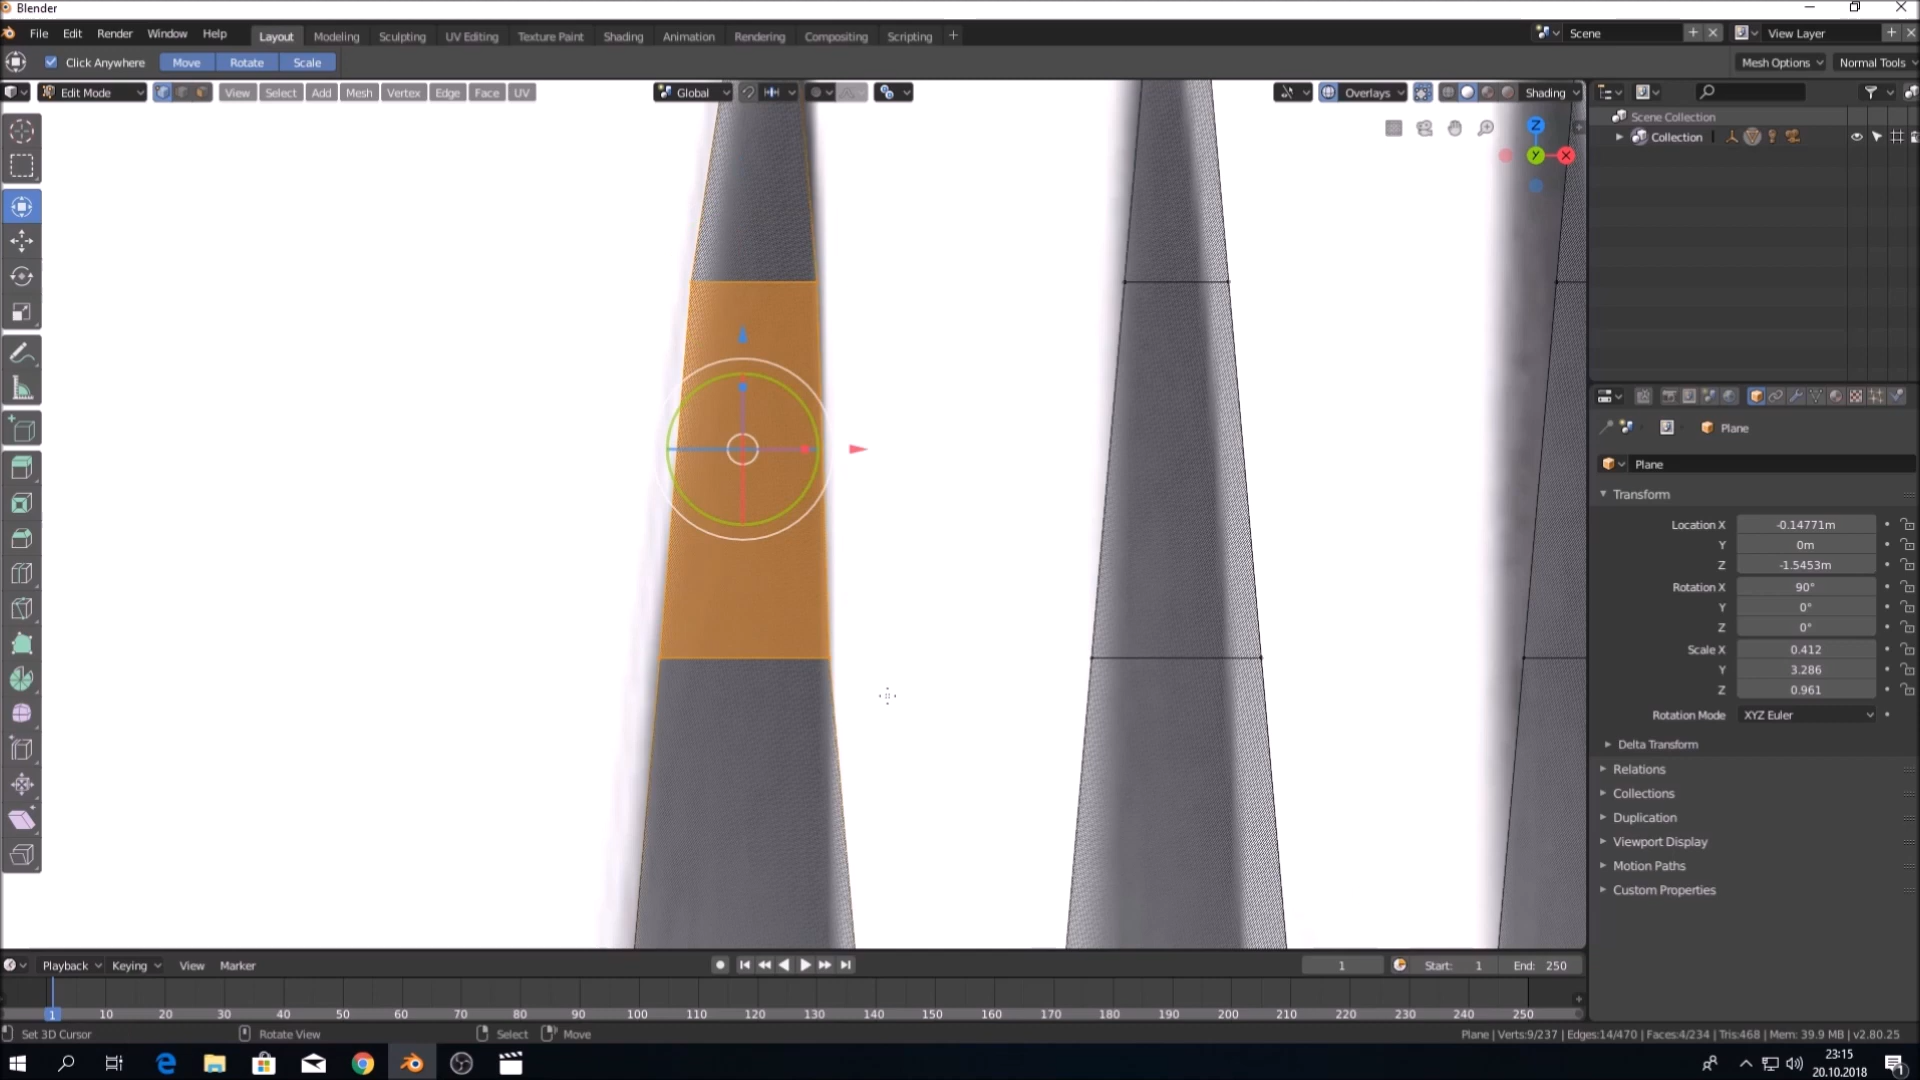 Blender
File Edit Render Window Help Layout Modeling Sculpting UV Editing Texture Paint Shading Animation Rendering Compositing Scripting + Scene View Layer
Click Anywhere Move Rotate Scale Mesh Options Normal Tools
Edit Mode View Select Add Mesh Vertex Edge Face UV Global Overlays Shading
Scene Collection
Collection
Z
Y X
Plane
Plane
Transform
Location X -0.14771m
Y 0m
Z -1.5453m
Rotation X 90°
Y 0°
Z 0°
Scale X 0.412
Y 3.286
Z 0.961
Rotation Mode XYZ Euler
Delta Transform
Relations
Collections
Duplication
Viewport Display
Motion Paths
Custom Properties
Playback Keying View Marker 1 Start: 1 End: 250
1 10 20 30 40 50 60 70 80 90 100 110 120 130 140 150 160 170 180 190 200 210 220 230 240 250
Set 3D Cursor Rotate View Select Move Plane | Verts:9/237 | Edges:14/470 | Faces:4/234 | Tris:468 | Mem: 39.9 MB | v2.80.25
23:15
20.10.2018
1